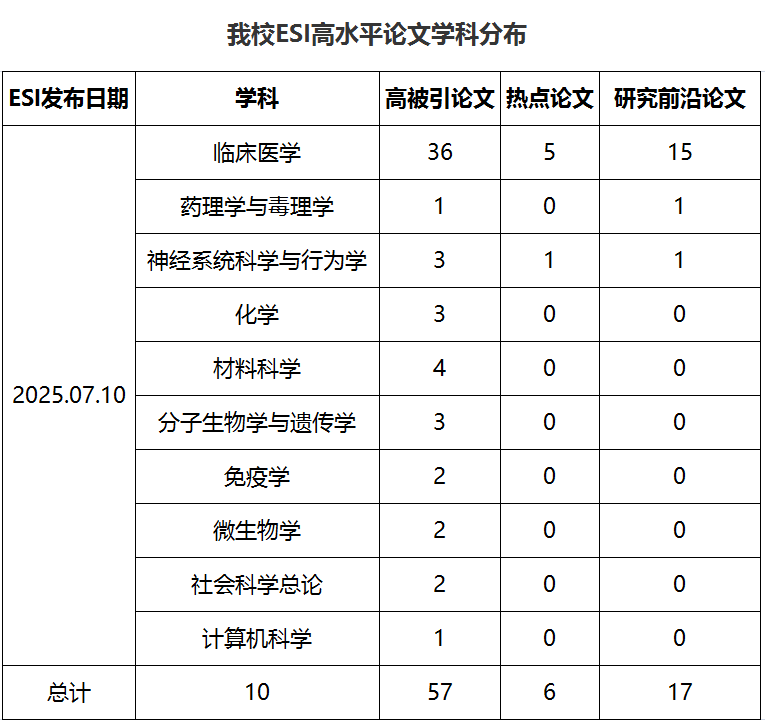 我校ESI高水平论文学科分布
ESI发布日期 学科 高被引论文 热点论文 研究前沿论文
临床医学 36 5 15
药理学与毒理学 1 0 1
神经系统科学与行为学 3 1 1
化学 3 0 0
材料科学 4 0 0
2025.07.10
分子生物学与遗传学 3 0 0
免疫学 2 0 0
微生物学 2 0 0
社会科学总论 2 0 0
计算机科学 1 0 0
总计 10 57 6 17